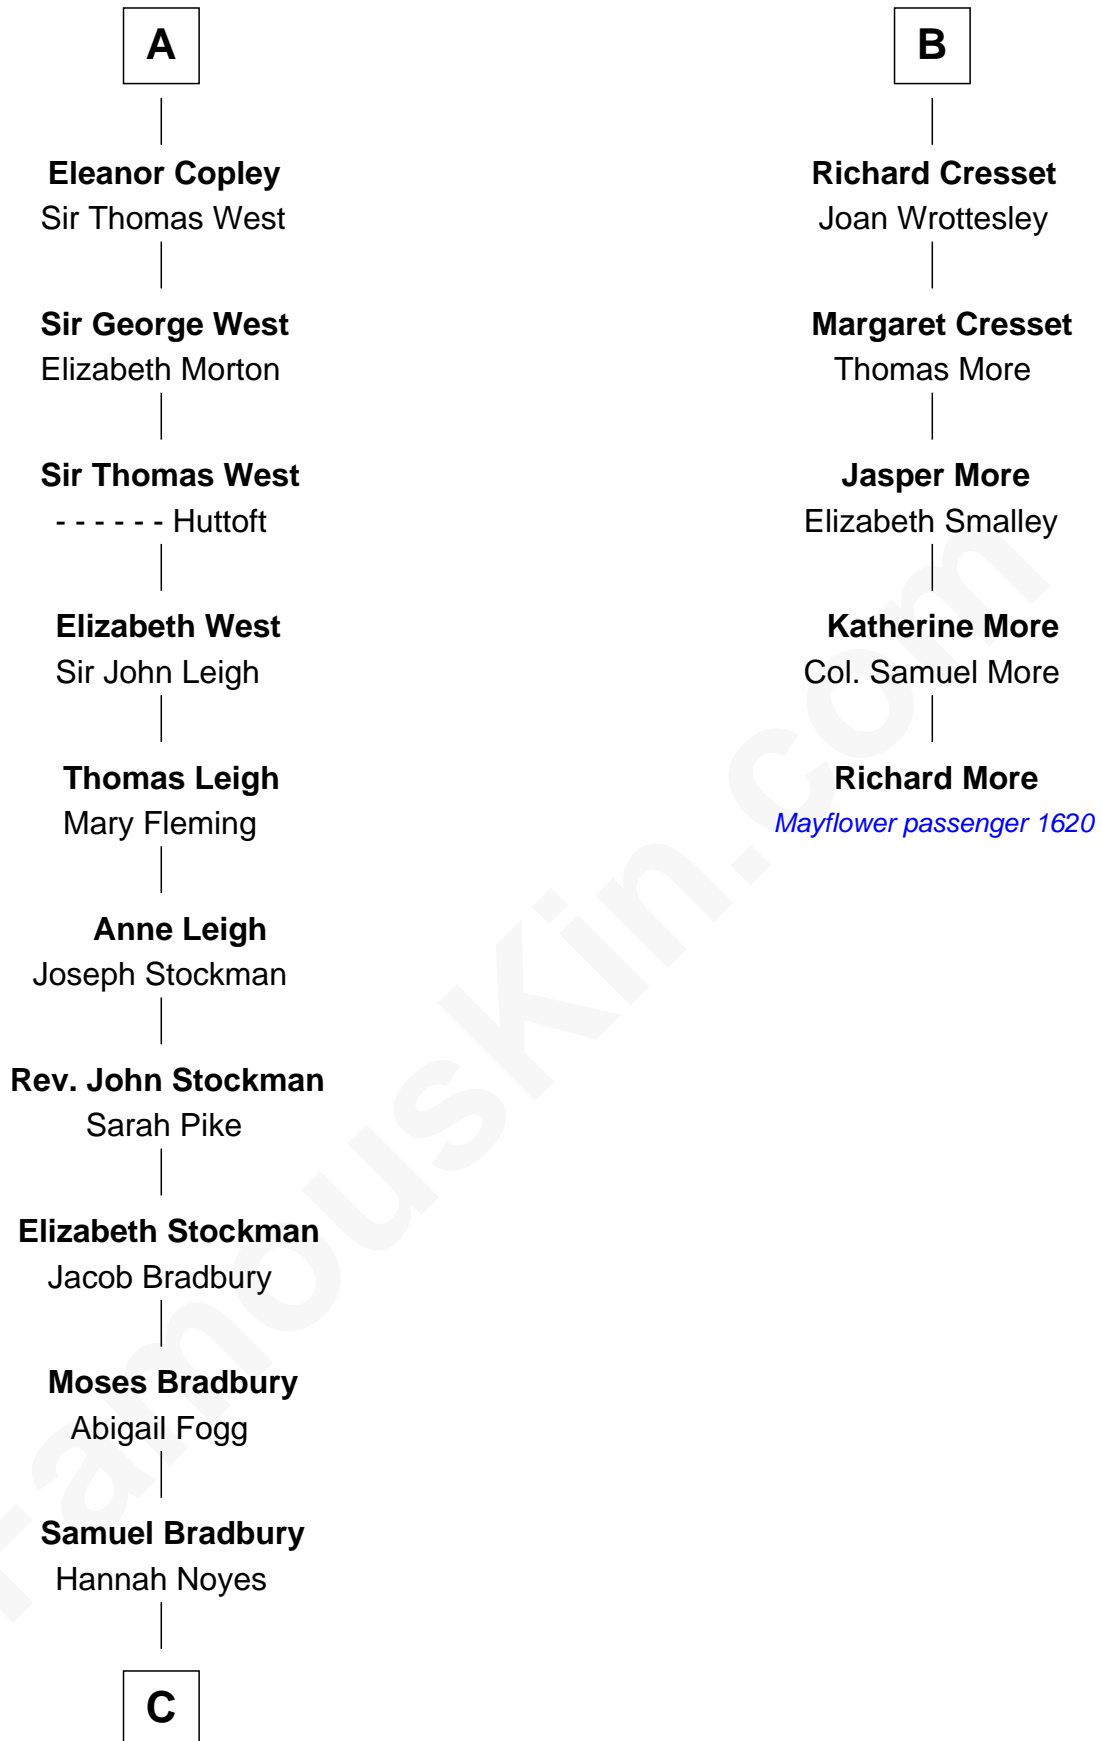 A
Eleanor Copley
Sir Thomas West
Sir George West
Elizabeth Morton
Sir Thomas West
- - - - - - Huttoft
Elizabeth West
Sir John Leigh
Thomas Leigh
Mary Fleming
Anne Leigh
Joseph Stockman
Rev. John Stockman
Sarah Pike
Elizabeth Stockman
Jacob Bradbury
Moses Bradbury
Abigail Fogg
Samuel Bradbury
Hannah Noyes
C
B
Richard Cresset
Joan Wrottesley
Margaret Cresset
Thomas More
Jasper More
Elizabeth Smalley
Katherine More
Col. Samuel More
Richard More
Mayflower passenger 1620
FamousKin.com